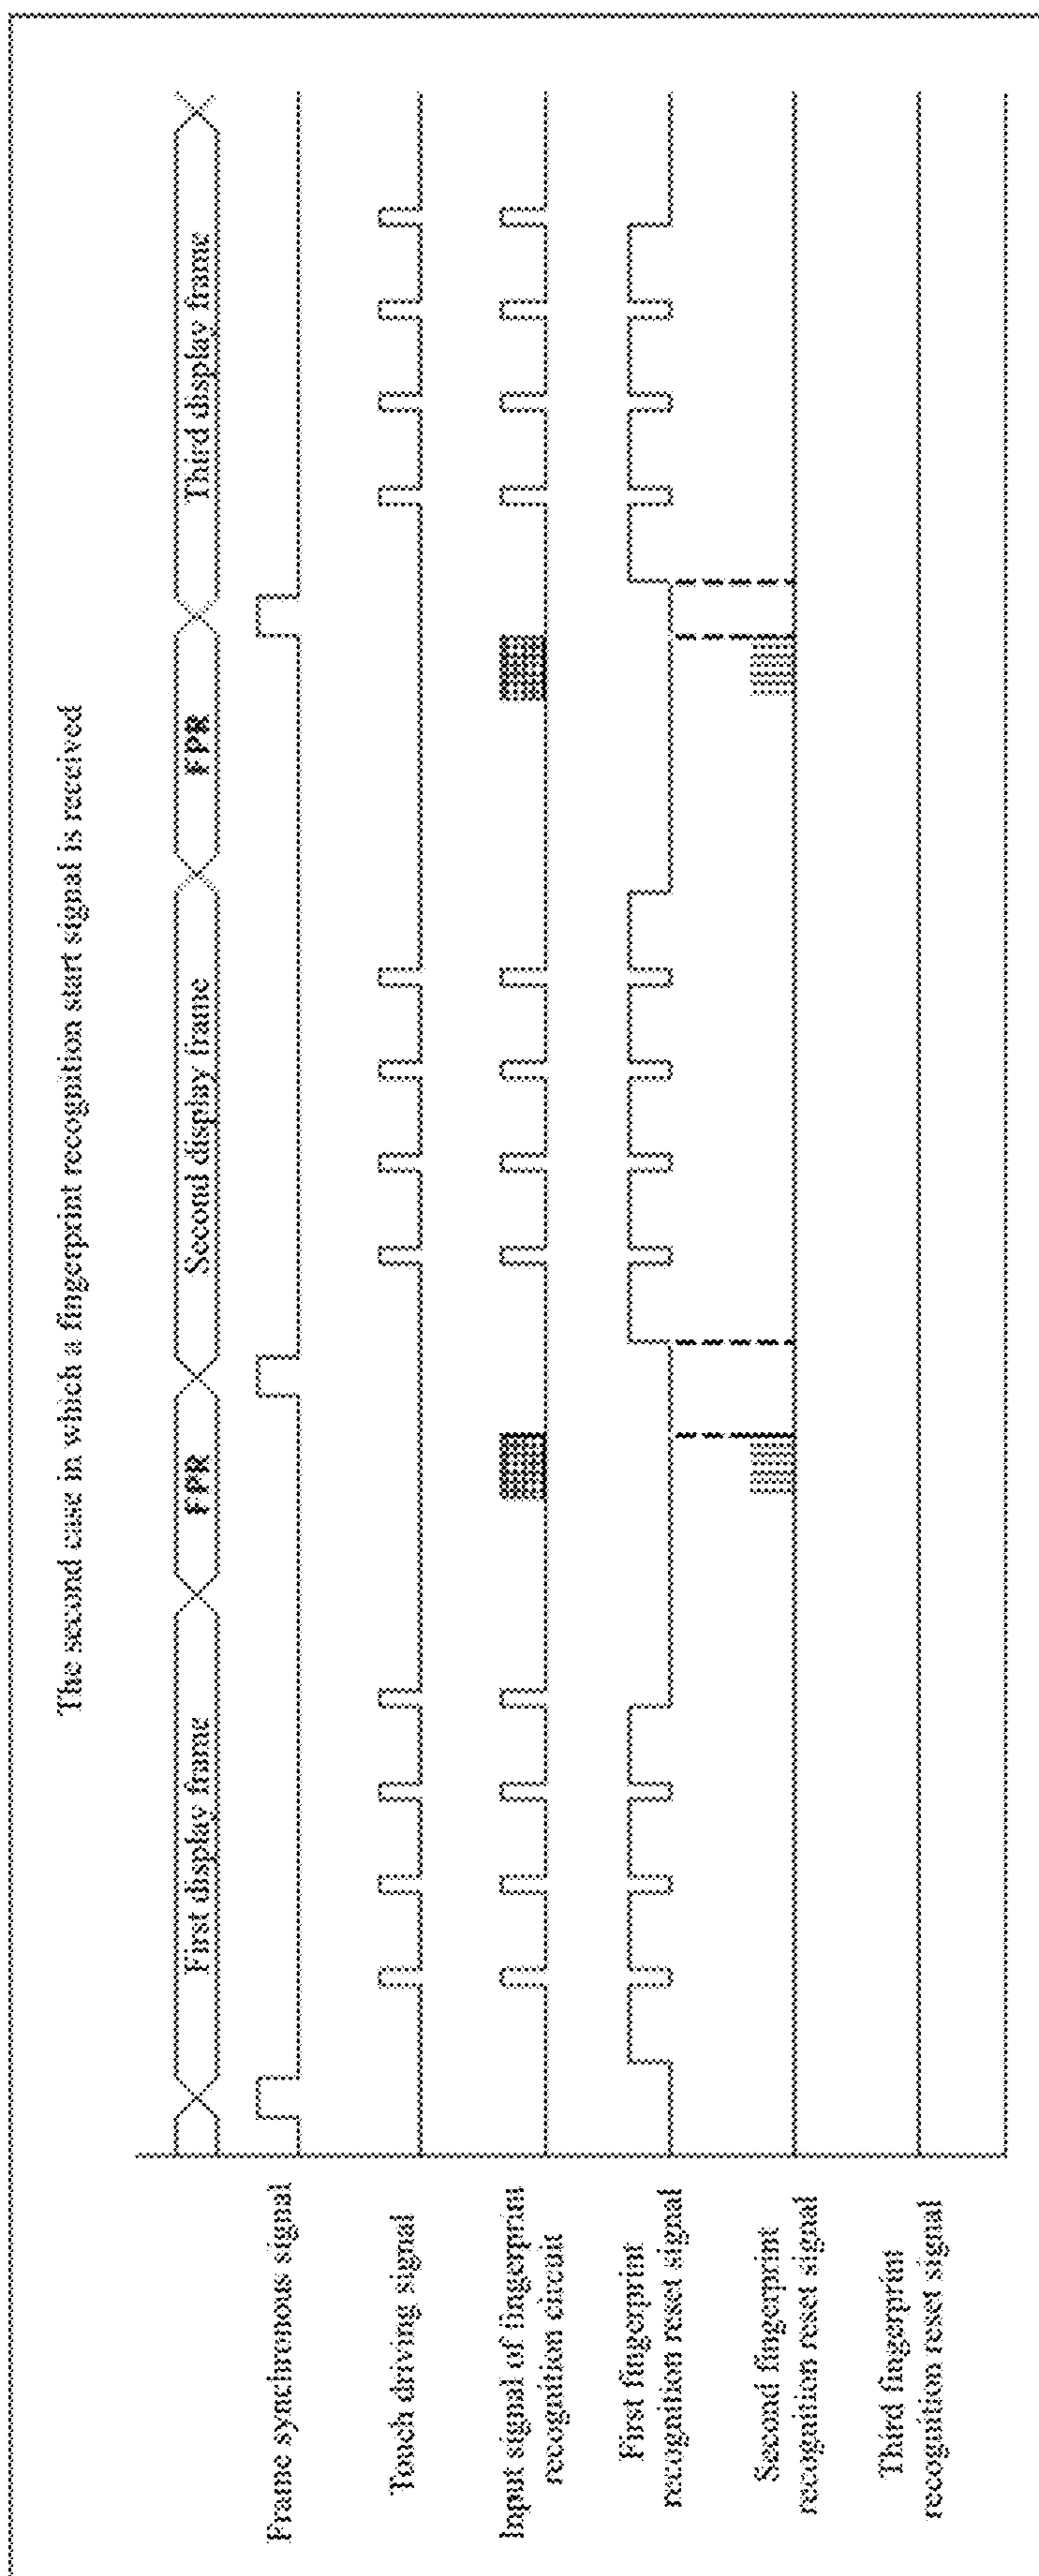 The second case in which a fingerprint recognition start signal is received
First display frame
FPR
Second display frame
FPR
Third display frame
Frame synchronous signal
Touch driving signal
Input signal of fingerprint
recognition circuit
First fingerprint
recognition reset signal
Second fingerprint
recognition reset signal
Third fingerprint
recognition reset signal